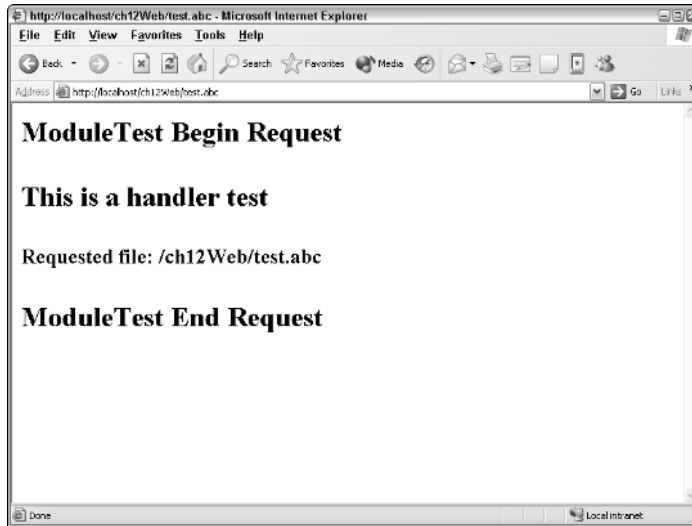 http://localhost/ch12Web/test.abc - Microsoft Internet Explorer
File Edit View Favorites Tools Help
Back Search Favorites Media
Address http://localhost/ch12Web/test.abc Go Links
ModuleTest Begin Request
This is a handler test
Requested file: /ch12Web/test.abc
ModuleTest End Request
Done Local intranet